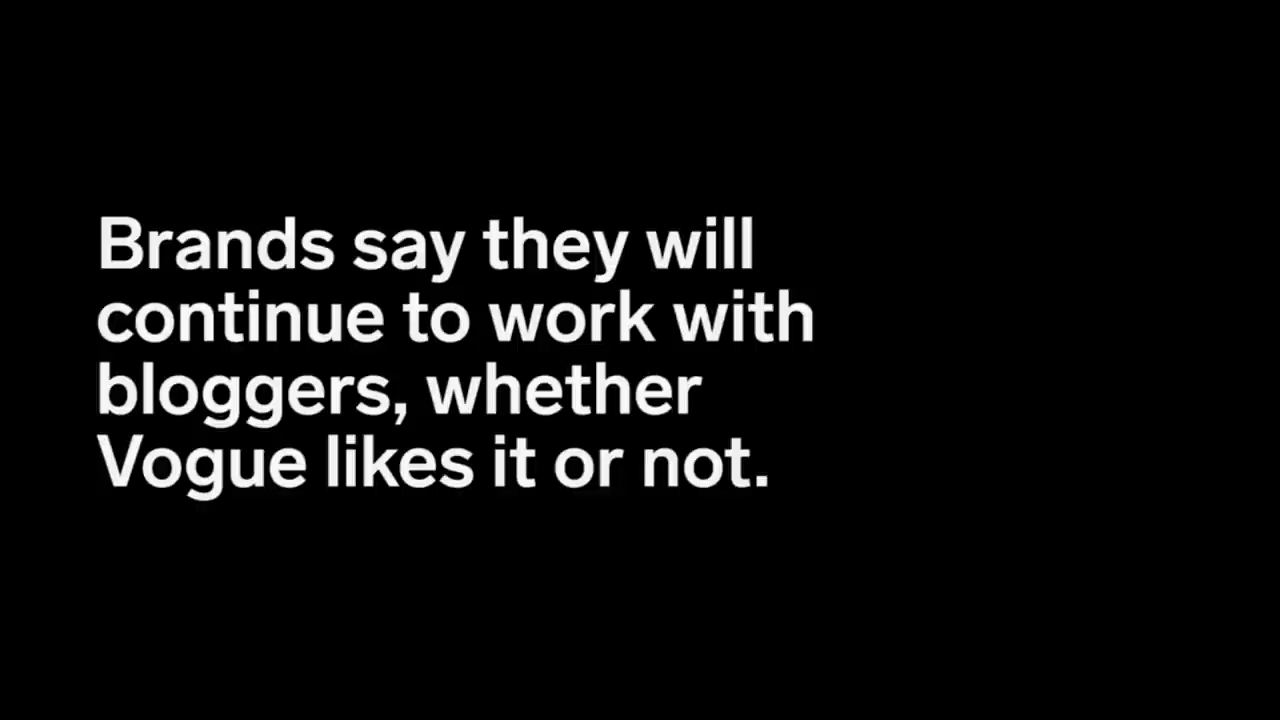 Brands say they will
continue to work with
bloggers, whether
Vogue likes it or not.